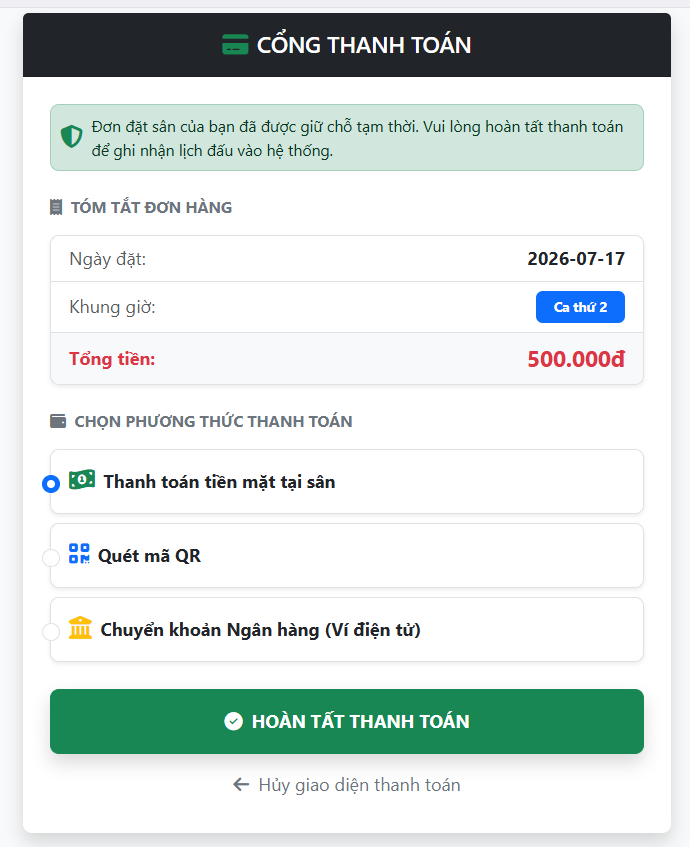 CỔNG THANH TOÁN
Đơn đặt sân của bạn đã được giữ chỗ tạm thời. Vui lòng hoàn tất thanh toán
để ghi nhận lịch đấu vào hệ thống.
TÓM TẮT ĐƠN HÀNG
Ngày đặt: 2026-07-17
Khung giờ: Ca thứ 2
Tổng tiền: 500.000đ
CHỌN PHƯƠNG THỨC THANH TOÁN
Thanh toán tiền mặt tại sân
Quét mã QR
Chuyển khoản Ngân hàng (Ví điện tử)
HOÀN TẤT THANH TOÁN
Hủy giao diện thanh toán